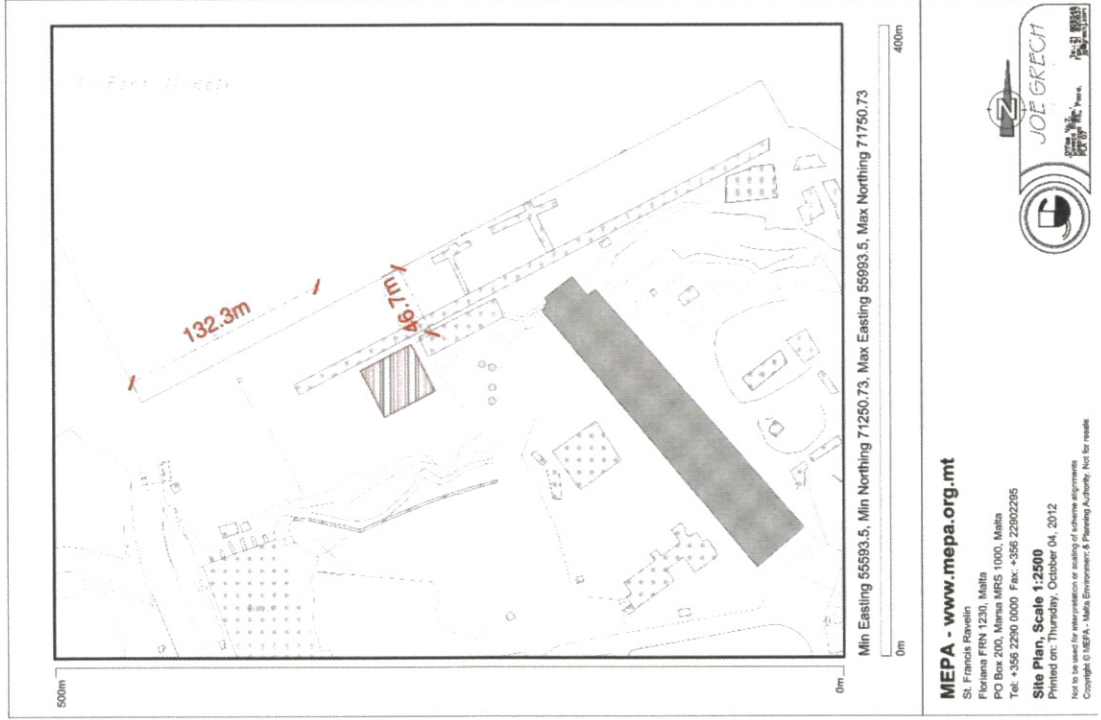 132.3m
46.7m
500m
0m
Min Easting 55593.5, Min Northing 71250.73, Max Easting 55993.5, Max Northing 71750.73
0m
400m
MEPA - www.mepa.org.mt
St. Francis Ravelin
Floriana FRN 1230, Malta
PO Box 200, Marsa MRS 1000, Malta
Tel: +356 2290 0000 Fax: +356 22902295
Site Plan, Scale 1:2500
Printed on: Thursday, October 04, 2012
Not to be used for interpretation or scaling of scheme alignments
Copyright © MEPA - Malta Environment & Planning Authority. Not for resale.
N
JOE GRECH